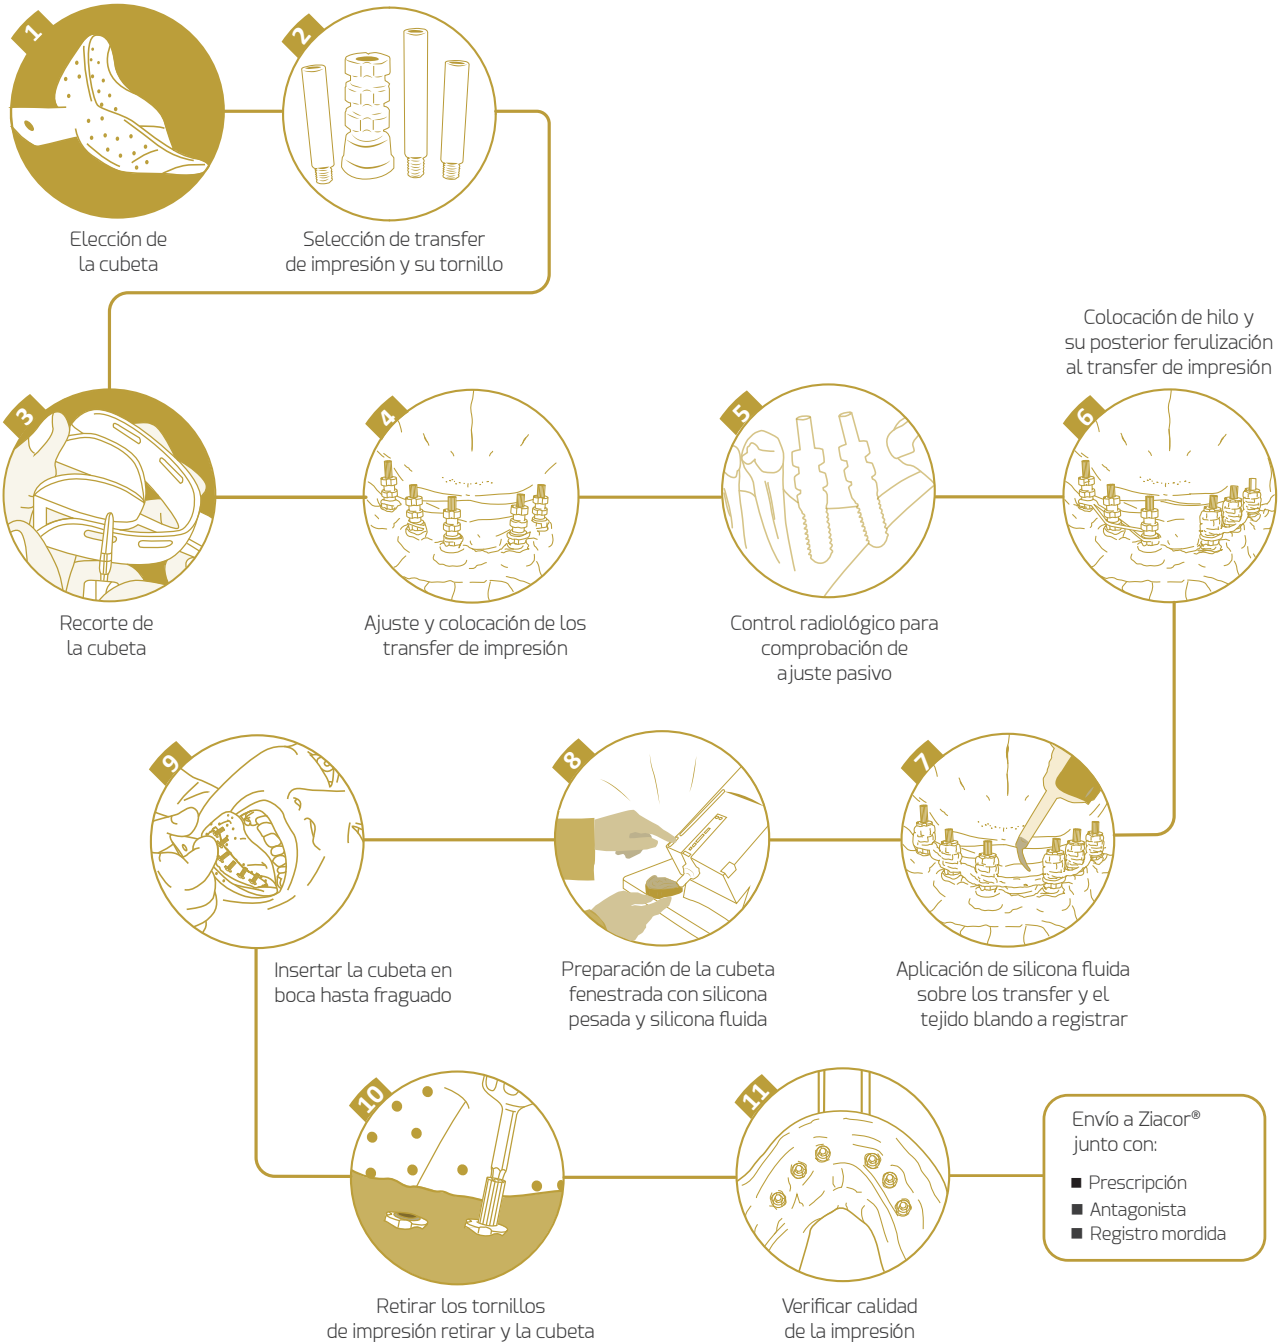 1
Elección de
la cubeta
2
Selección de transfer
de impresión y su tornillo
3
Recorte de
la cubeta
4
Ajuste y colocación de los
transfer de impresión
5
Control radiológico para
comprobación de
ajuste pasivo
Colocación de hilo y
su posterior ferulización
al transfer de impresión
6
7
Aplicación de silicona fluida
sobre los transfer y el
tejido blando a registrar
8
Preparación de la cubeta
fenestrada con silicona
pesada y silicona fluida
9
Insertar la cubeta en
boca hasta fraguado
10
Retirar los tornillos
de impresión retirar y la cubeta
11
Verificar calidad
de la impresión
Envío a Ziacor®
junto con:
■ Prescripción
■ Antagonista
■ Registro mordida